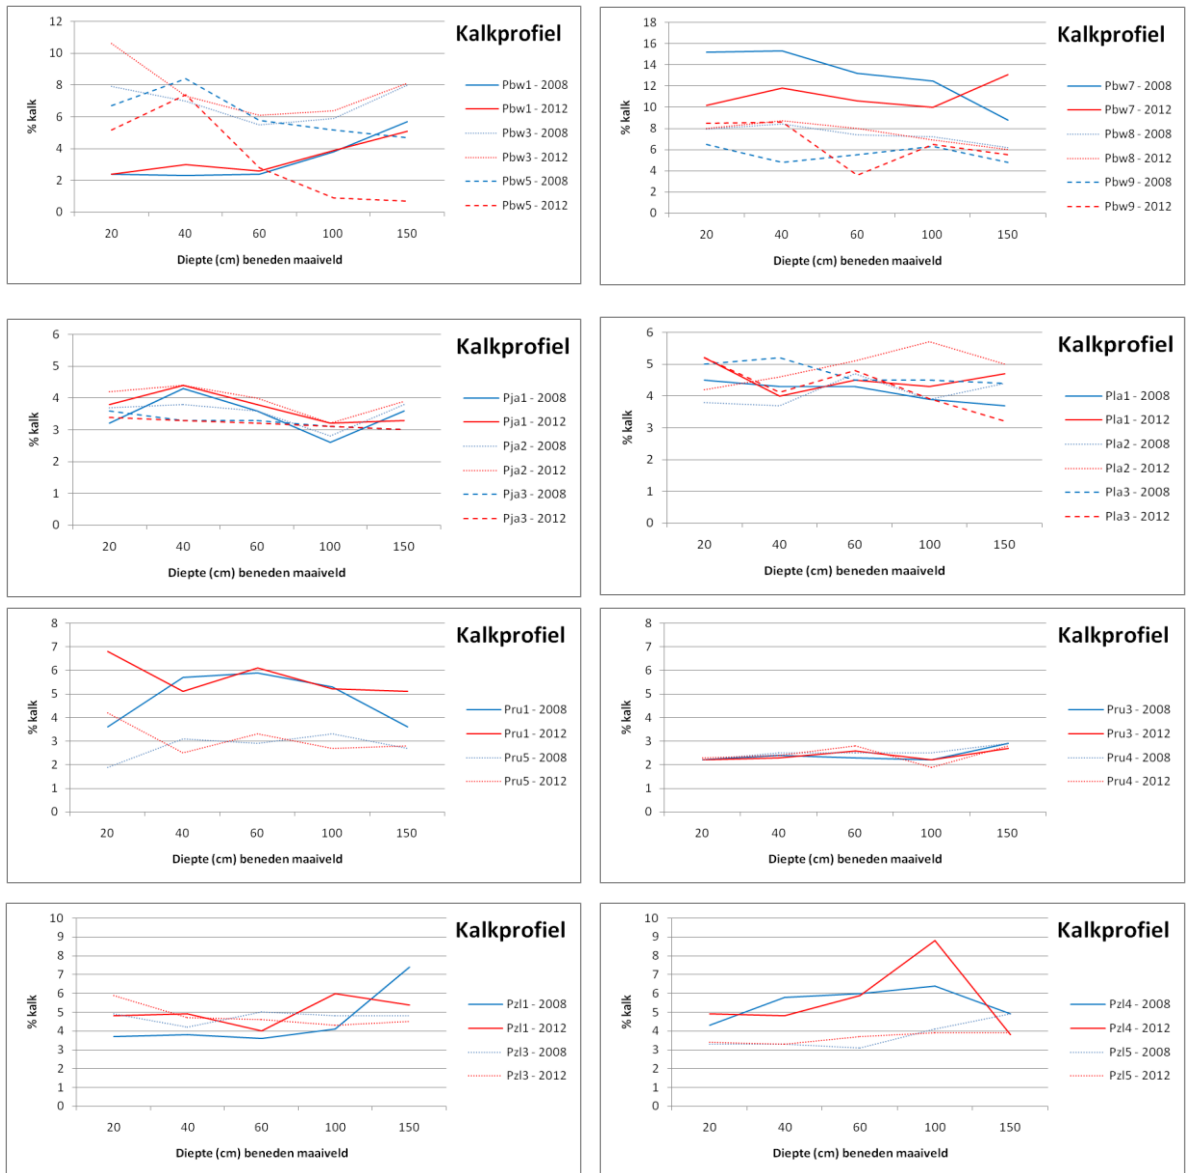 Kalkprofiel
% kalk
12
10
8
6
4
2
0
20 40 60 100 150
Diepte (cm) beneden maaiveld
Pbw1 - 2008
Pbw1 - 2012
Pbw3 - 2008
Pbw3 - 2012
Pbw5 - 2008
Pbw5 - 2012
Kalkprofiel
% kalk
18
16
14
12
10
8
6
4
2
0
20 40 60 100 150
Diepte (cm) beneden maaiveld
Pbw7 - 2008
Pbw7 - 2012
Pbw8 - 2008
Pbw8 - 2012
Pbw9 - 2008
Pbw9 - 2012
Kalkprofiel
% kalk
6
5
4
3
2
1
0
20 40 60 100 150
Diepte (cm) beneden maaiveld
Pja1 - 2008
Pja1 - 2012
Pja2 - 2008
Pja2 - 2012
Pja3 - 2008
Pja3 - 2012
Kalkprofiel
% kalk
6
5
4
3
2
1
0
20 40 60 100 150
Diepte (cm) beneden maaiveld
Pla1 - 2008
Pla1 - 2012
Pla2 - 2008
Pla2 - 2012
Pla3 - 2008
Pla3 - 2012
Kalkprofiel
% kalk
8
7
6
5
4
3
2
1
0
20 40 60 100 150
Diepte (cm) beneden maaiveld
Pru1 - 2008
Pru1 - 2012
Pru5 - 2008
Pru5 - 2012
Kalkprofiel
% kalk
8
7
6
5
4
3
2
1
0
20 40 60 100 150
Diepte (cm) beneden maaiveld
Pru3 - 2008
Pru3 - 2012
Pru4 - 2008
Pru4 - 2012
Kalkprofiel
% kalk
10
9
8
7
6
5
4
3
2
1
0
20 40 60 100 150
Diepte (cm) beneden maaiveld
Pzl1 - 2008
Pzl1 - 2012
Pzl3 - 2008
Pzl3 - 2012
Kalkprofiel
% kalk
10
9
8
7
6
5
4
3
2
1
0
20 40 60 100 150
Diepte (cm) beneden maaiveld
Pzl4 - 2008
Pzl4 - 2012
Pzl5 - 2008
Pzl5 - 2012